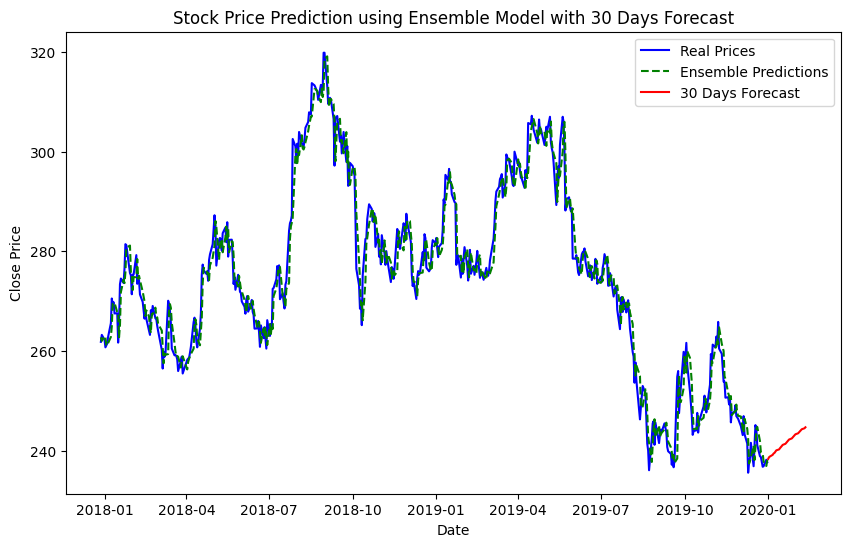 Stock Price Prediction using Ensemble Model with 30 Days Forecast
Real Prices
Ensemble Predictions
30 Days Forecast
320
300
280
260
240
Close Price
2018-01 2018-04 2018-07 2018-10 2019-01 2019-04 2019-07 2019-10 2020-01
Date